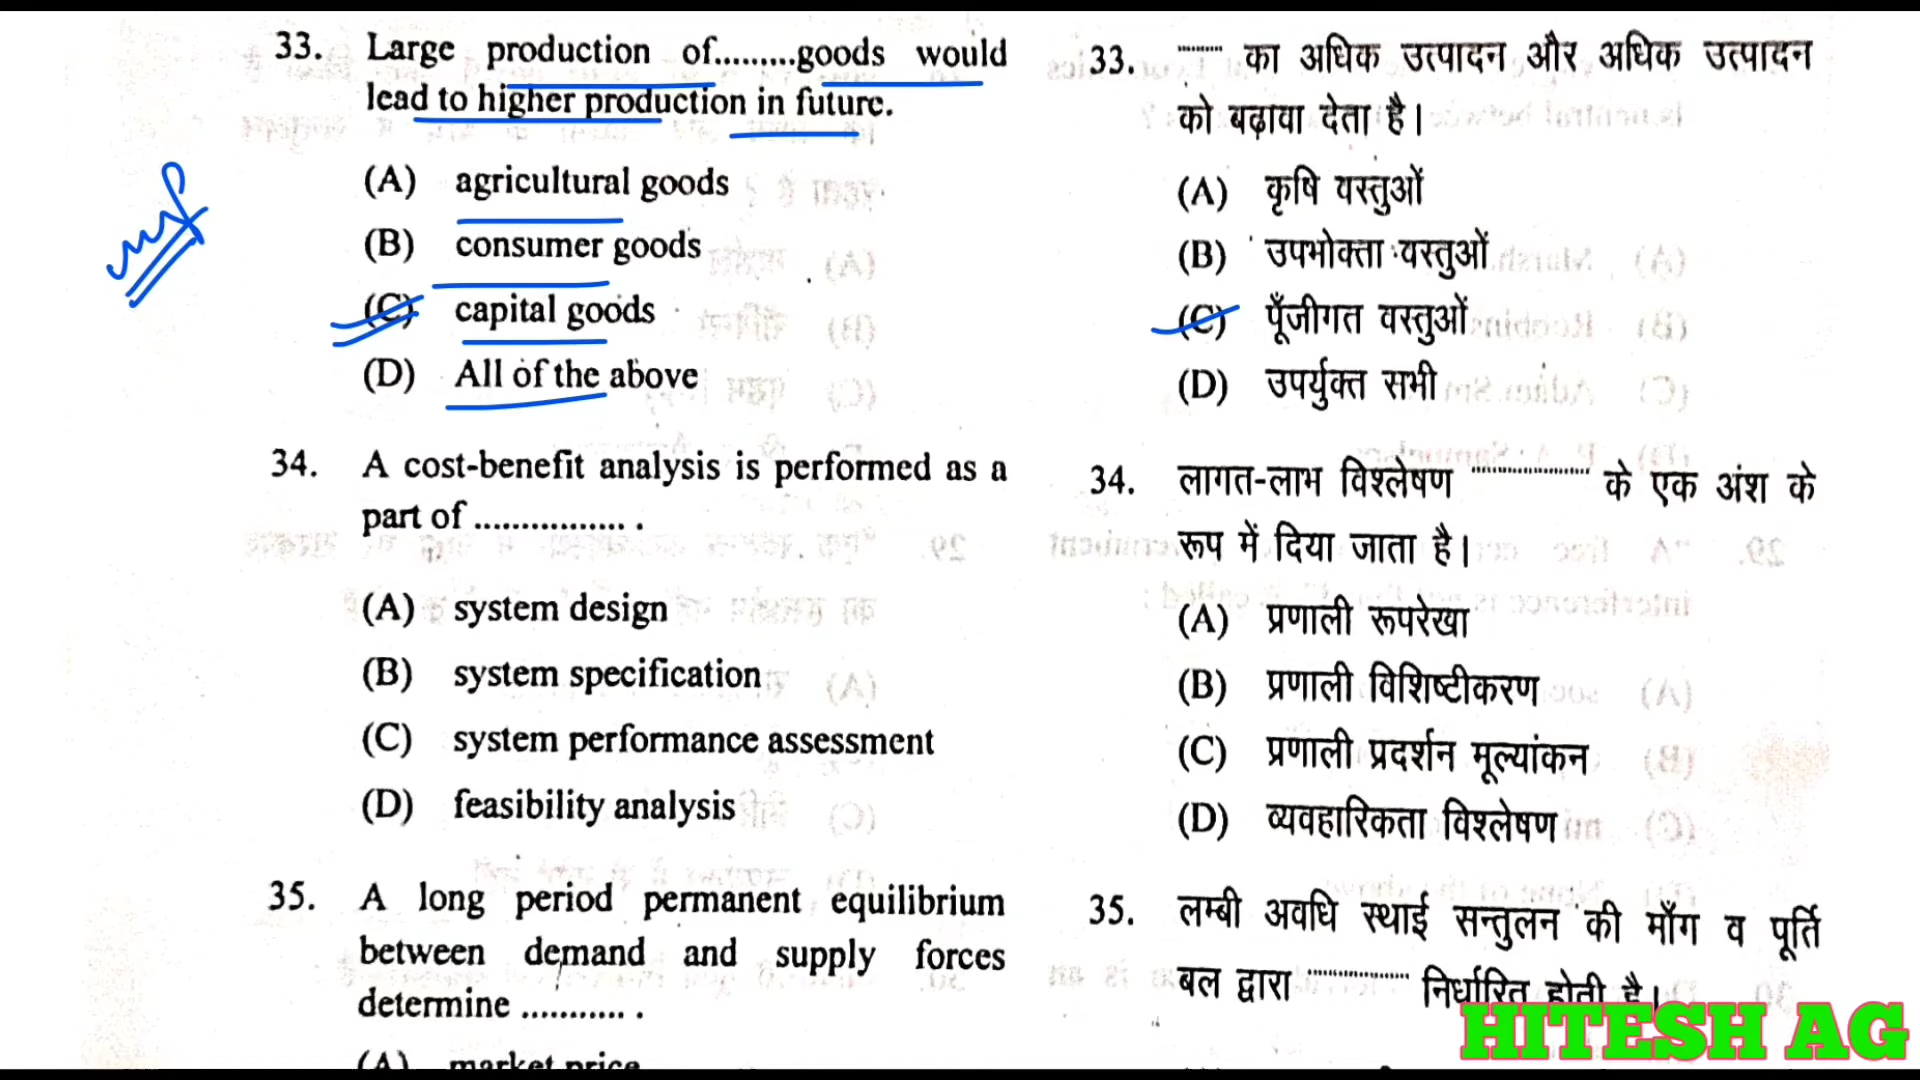 33. Large production of.........goods would
lead to higher production in future.
(A) agricultural goods
(B) consumer goods
(C) capital goods
(D) All of the above
34. A cost-benefit analysis is performed as a
part of ................ .
(A) system design
(B) system specification
(C) system performance assessment
(D) feasibility analysis
35. A long period permanent equilibrium
between demand and supply forces
determine ........... .
(A) market price
33. ......... का अधिक उत्पादन और अधिक उत्पादन
को बढ़ावा देता है।
(A) कृषि वस्तुओं
(B) उपभोक्ता वस्तुओं
(C) पूँजीगत वस्तुओं
(D) उपर्युक्त सभी
34. लागत-लाभ विश्लेषण ..................... के एक अंश के
रूप में दिया जाता है।
(A) प्रणाली रूपरेखा
(B) प्रणाली विशिष्टीकरण
(C) प्रणाली प्रदर्शन मूल्यांकन
(D) व्यवहारिकता विश्लेषण
35. लम्बी अवधि स्थाई सन्तुलन की माँग व पूर्ति
बल द्वारा .................. निर्धारित होती है।
HITESH AG